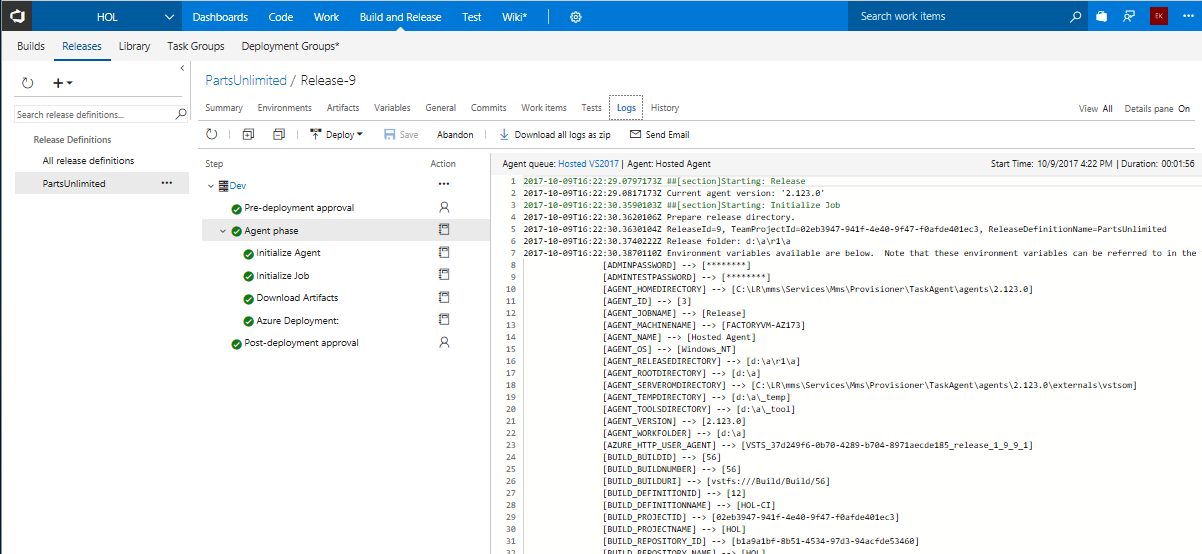 HOL Dashboards Code Work Build and Release Test Wiki* Search work items EK
Builds Releases Library Task Groups Deployment Groups*
PartsUnlimited / Release-9
Summary Environments Artifacts Variables General Commits Work items Tests Logs History View All Details pane On
Search release definitions...
Deploy Save Abandon Download all logs as zip Send Email
Release Definitions
All release definitions
PartsUnlimited
Step Action
Dev
Pre-deployment approval
Agent phase
Initialize Agent
Initialize Job
Download Artifacts
Azure Deployment:
Post-deployment approval
Agent queue: Hosted VS2017 | Agent: Hosted Agent Start Time: 10/9/2017 4:22 PM | Duration: 00:01:56
1 2017-10-09T16:22:29.0797173Z ##[section]Starting: Release
2 2017-10-09T16:22:29.0817173Z Current agent version: '2.123.0'
3 2017-10-09T16:22:30.3590103Z ##[section]Starting: Initialize Job
4 2017-10-09T16:22:30.3620106Z Prepare release directory.
5 2017-10-09T16:22:30.3630104Z ReleaseId=9, TeamProjectId=02eb3947-941f-4e40-9f47-f0afde401ec3, ReleaseDefinitionName=PartsUnlimited
6 2017-10-09T16:22:30.3740222Z Release folder: d:\a\r1\a
7 2017-10-09T16:22:30.3870110Z Environment variables available are below. Note that these environment variables can be referred to in the
8 [ADMINPASSWORD] --> [********]
9 [ADMINTESTPASSWORD] --> [********]
10 [AGENT_HOMEDIRECTORY] --> [C:\LR\mms\Services\Mms\Provisioner\TaskAgent\agents\2.123.0]
11 [AGENT_ID] --> [3]
12 [AGENT_JOBNAME] --> [Release]
13 [AGENT_MACHINENAME] --> [FACTORYVM-AZ173]
14 [AGENT_NAME] --> [Hosted Agent]
15 [AGENT_OS] --> [Windows_NT]
16 [AGENT_RELEASEDIRECTORY] --> [d:\a\r1\a]
17 [AGENT_ROOTDIRECTORY] --> [d:\a]
18 [AGENT_SERVEROMDIRECTORY] --> [C:\LR\mms\Services\Mms\Provisioner\TaskAgent\agents\2.123.0\externals\vstsom]
19 [AGENT_TEMPDIRECTORY] --> [d:\a\_temp]
20 [AGENT_TOOLSDIRECTORY] --> [d:\a\_tool]
21 [AGENT_VERSION] --> [2.123.0]
22 [AGENT_WORKFOLDER] --> [d:\a]
23 [AZURE_HTTP_USER_AGENT] --> [VSTS_37d249f6-0b70-4289-b704-8971aecde185_release_1_9_9_1]
24 [BUILD_BUILDID] --> [56]
25 [BUILD_BUILDNUMBER] --> [56]
26 [BUILD_BUILDURI] --> [vstfs:///Build/Build/56]
27 [BUILD_DEFINITIONID] --> [12]
28 [BUILD_DEFINITIONNAME] --> [HOL-CI]
29 [BUILD_PROJECTID] --> [02eb3947-941f-4e40-9f47-f0afde401ec3]
30 [BUILD_PROJECTNAME] --> [HOL]
31 [BUILD_REPOSITORY_ID] --> [b1a9a1bf-8b51-4534-97d3-94acfde53460]
32 [BUILD_REPOSITORY_NAME] --> [HOL]